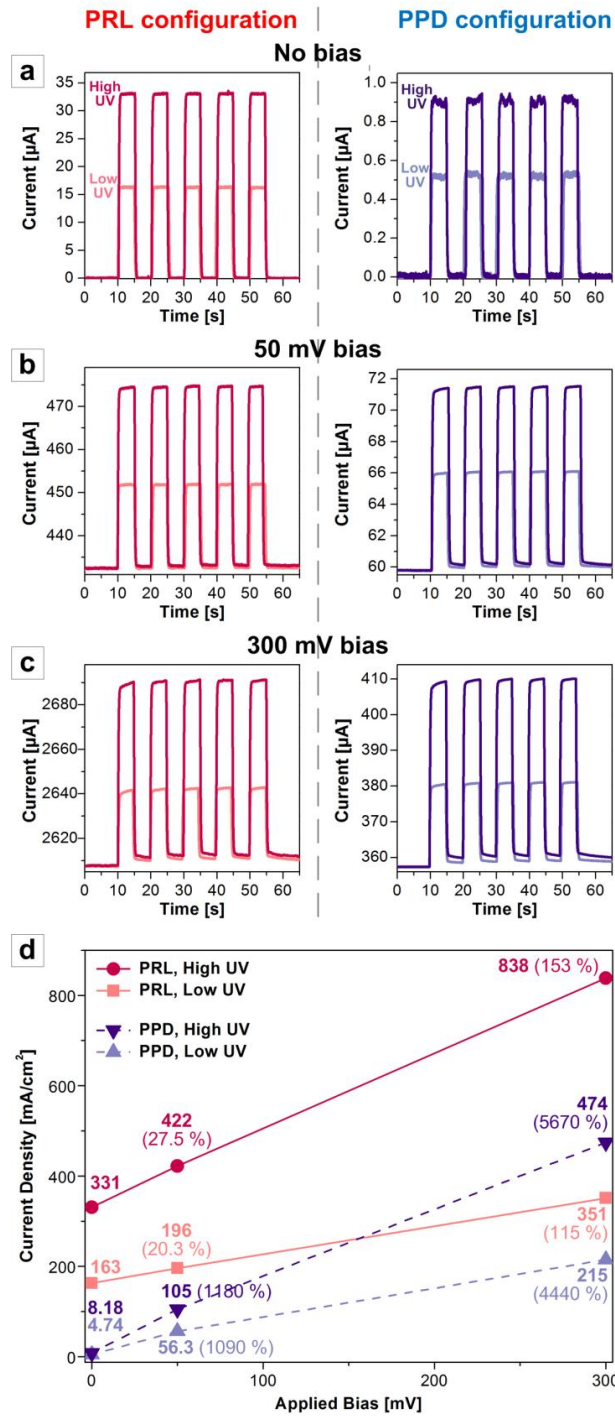 PRL configuration PPD configuration
No bias
a
Current [µA]
35
30
25
20
15
10
5
0
High
UV
Low
UV
0 10 20 30 40 50 60
Time [s]
Current [µA]
1.0
0.8
0.6
0.4
0.2
0.0
High
UV
Low
UV
0 10 20 30 40 50 60
Time [s]
50 mV bias
b
Current [µA]
470
460
450
440
0 10 20 30 40 50 60
Time [s]
Current [µA]
72
70
68
66
64
62
60
0 10 20 30 40 50 60
Time [s]
300 mV bias
c
Current [µA]
2680
2660
2640
2620
0 10 20 30 40 50 60
Time [s]
Current [µA]
410
400
390
380
370
360
0 10 20 30 40 50 60
Time [s]
d
Current Density [mA/cm²]
800
600
400
200
0
PRL, High UV
PRL, Low UV
PPD, High UV
PPD, Low UV
838 (153 %)
474
(5670 %)
422
(27.5 %)
331
351
(115 %)
196
(20.3 %)
163
215
(4440 %)
105 (1180 %)
8.18
4.74
56.3 (1090 %)
0 100 200 300
Applied Bias [mV]